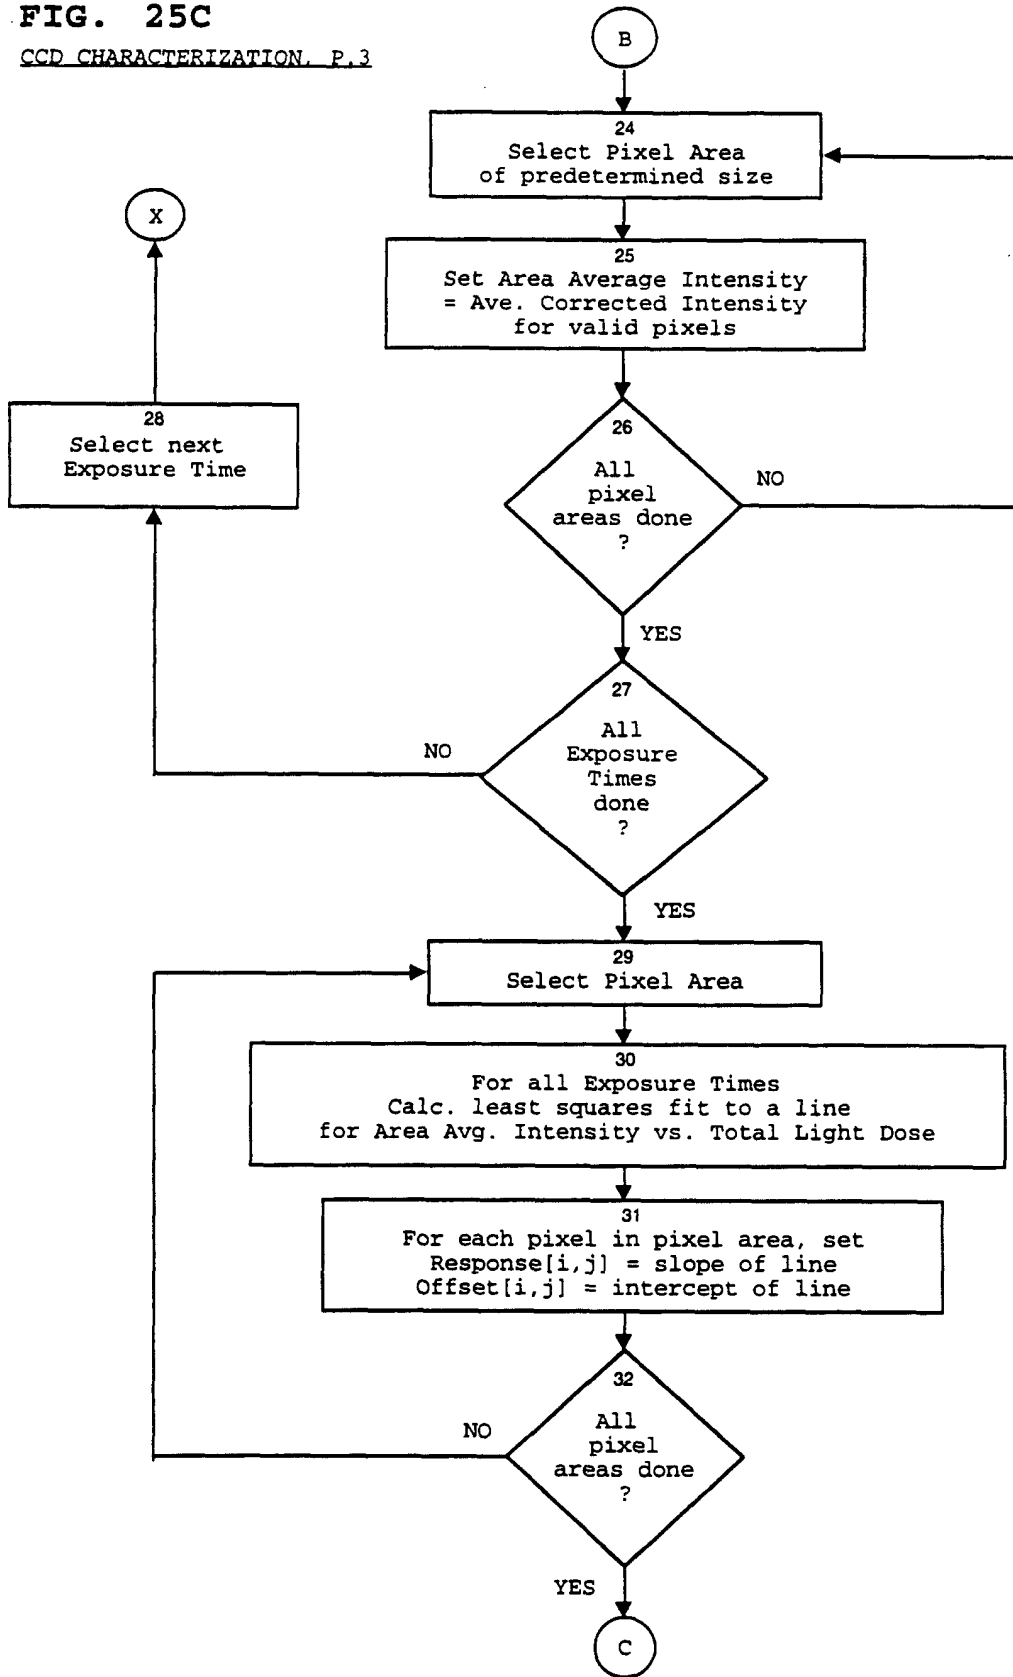 FIG. 25C
CCD CHARACTERIZATION, P.3
B
24
Select Pixel Area
of predetermined size
X
25
Set Area Average Intensity
= Ave. Corrected Intensity
for valid pixels
28
Select next
Exposure Time
26
All
pixel
areas done
?
NO
YES
27
All
Exposure
Times
done
?
NO
YES
29
Select Pixel Area
30
For all Exposure Times
Calc. least squares fit to a line
for Area Avg. Intensity vs. Total Light Dose
31
For each pixel in pixel area, set
Response[i,j] = slope of line
Offset[i,j] = intercept of line
32
All
pixel
areas done
?
NO
YES
C